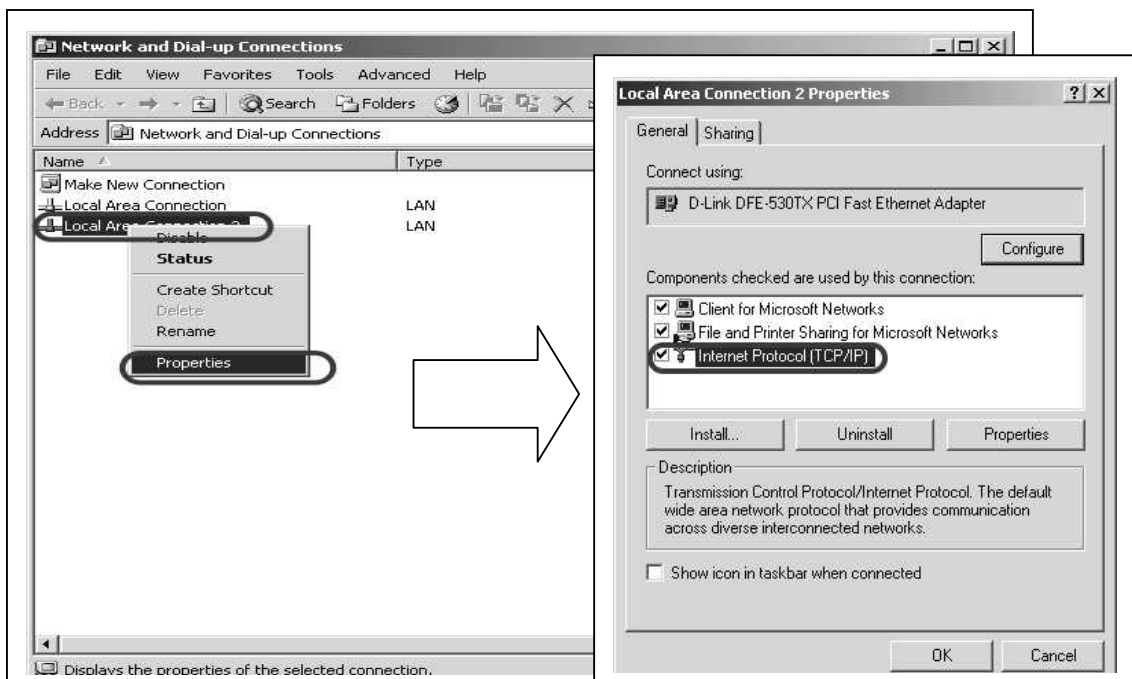 Network and Dial-up Connections
File Edit View Favorites Tools Advanced Help
Back Search Folders
Address Network and Dial-up Connections
Name Type
Make New Connection
Local Area Connection LAN
Local Area Connection 2 LAN
Disable
Status
Create Shortcut
Delete
Rename
Properties
Displays the properties of the selected connection.
Local Area Connection 2 Properties
General Sharing
Connect using:
D-Link DFE-530TX PCI Fast Ethernet Adapter
Configure
Components checked are used by this connection:
Client for Microsoft Networks
File and Printer Sharing for Microsoft Networks
Internet Protocol (TCP/IP)
Install... Uninstall Properties
Description
Transmission Control Protocol/Internet Protocol. The default
wide area network protocol that provides communication
across diverse interconnected networks.
Show icon in taskbar when connected
OK Cancel